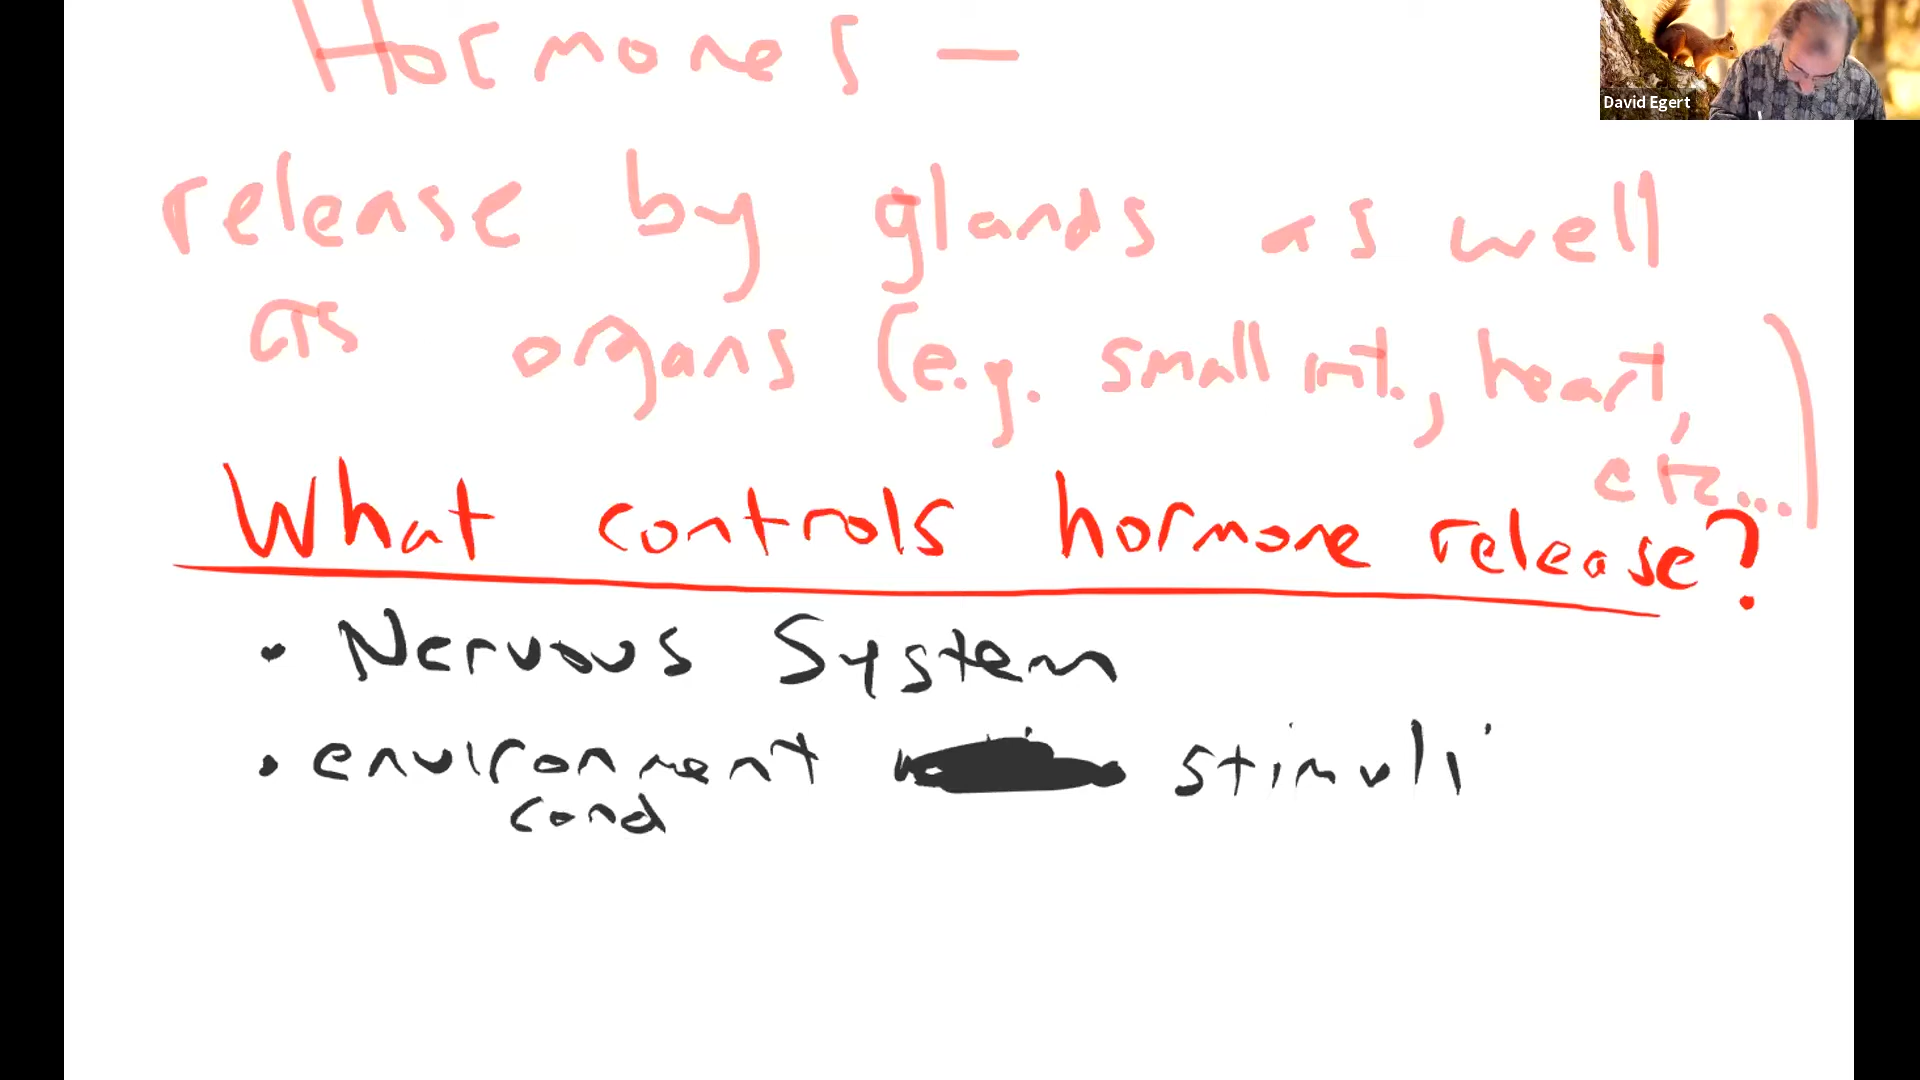 Hormones —
David Egert
release by glands as well
as organs (e.g. small int., heart,
etc...)
What controls hormone release?
• Nervous System
• environment stimuli
cond